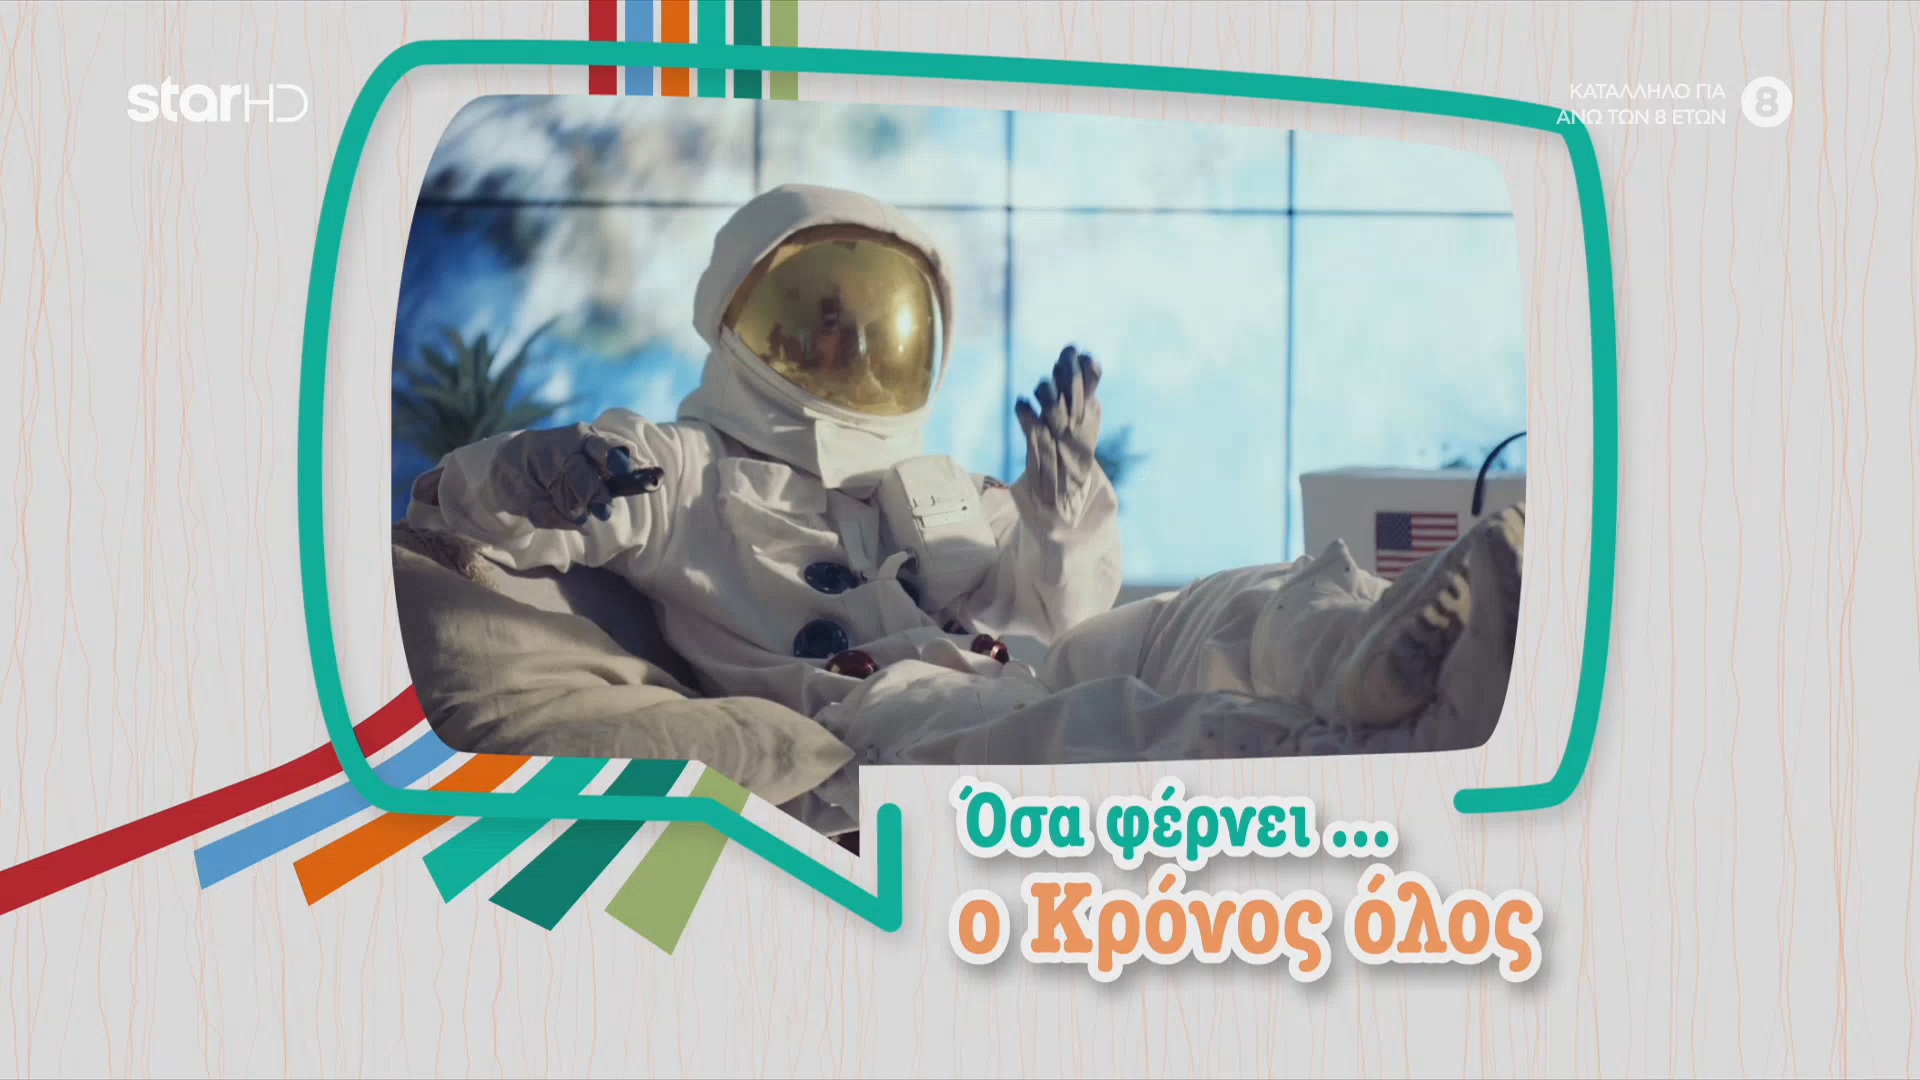 starHD
ΚΑΤΑΛΛΗΛΟ ΓΙΑ
ΑΝΩ ΤΩΝ 8 ΕΤΩΝ
8
Όσα φέρνει ...
ο Κρόνος όλος